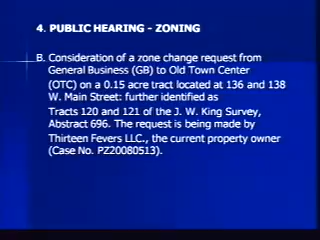 4. PUBLIC HEARING - ZONING
B. Consideration of a zone change request from
General Business (GB) to Old Town Center
(OTC) on a 0.15 acre tract located at 136 and 138
W. Main Street: further identified as
Tracts 120 and 121 of the J. W. King Survey,
Abstract 696. The request is being made by
Thirteen Fevers LLC., the current property owner
(Case No. PZ20080513).